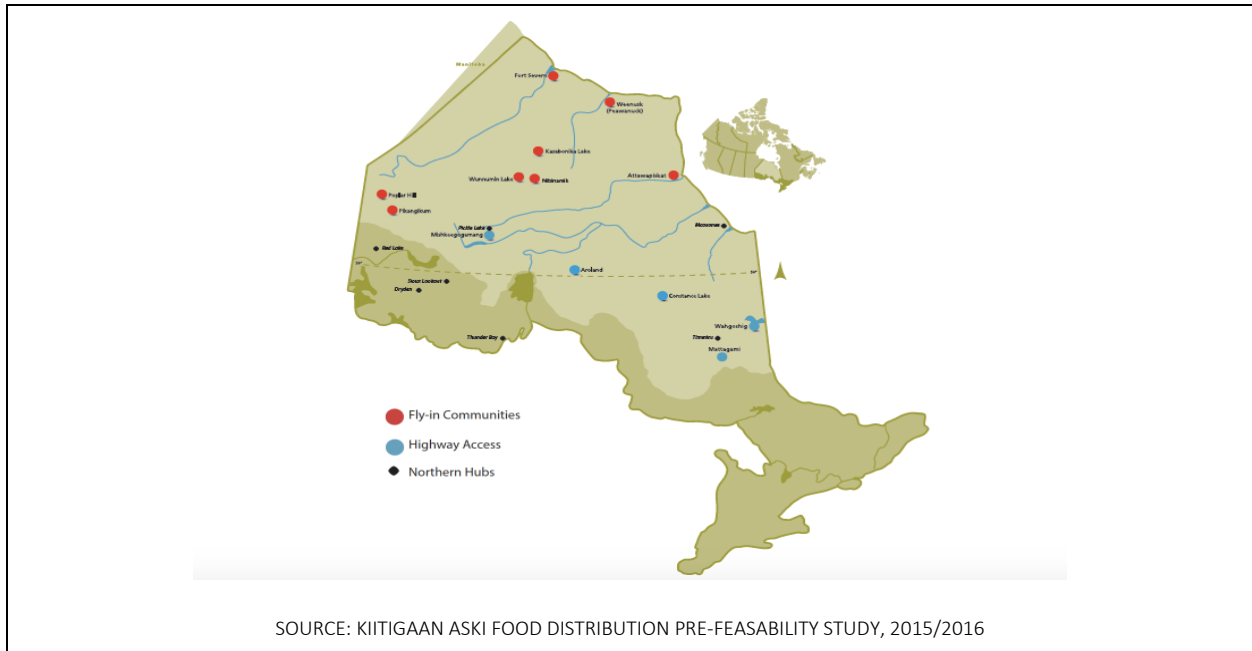 Manitoba
Fort Severn
Weenusk
(Peawanuck)
Kasabonika Lake
Wunnumin Lake
Nibinamik
Attawapiskat
Poplar Hill
Pikangikum
Pickle Lake
Mishkeegogamang
Moosonee
Red Lake
50°
50°
Aroland
Sioux Lookout
Dryden
Constance Lake
Wahgoshig
Thunder Bay
Timmins
Mattagami
Fly-in Communities
Highway Access
Northern Hubs
SOURCE: KIITIGAAN ASKI FOOD DISTRIBUTION PRE-FEASABILITY STUDY, 2015/2016